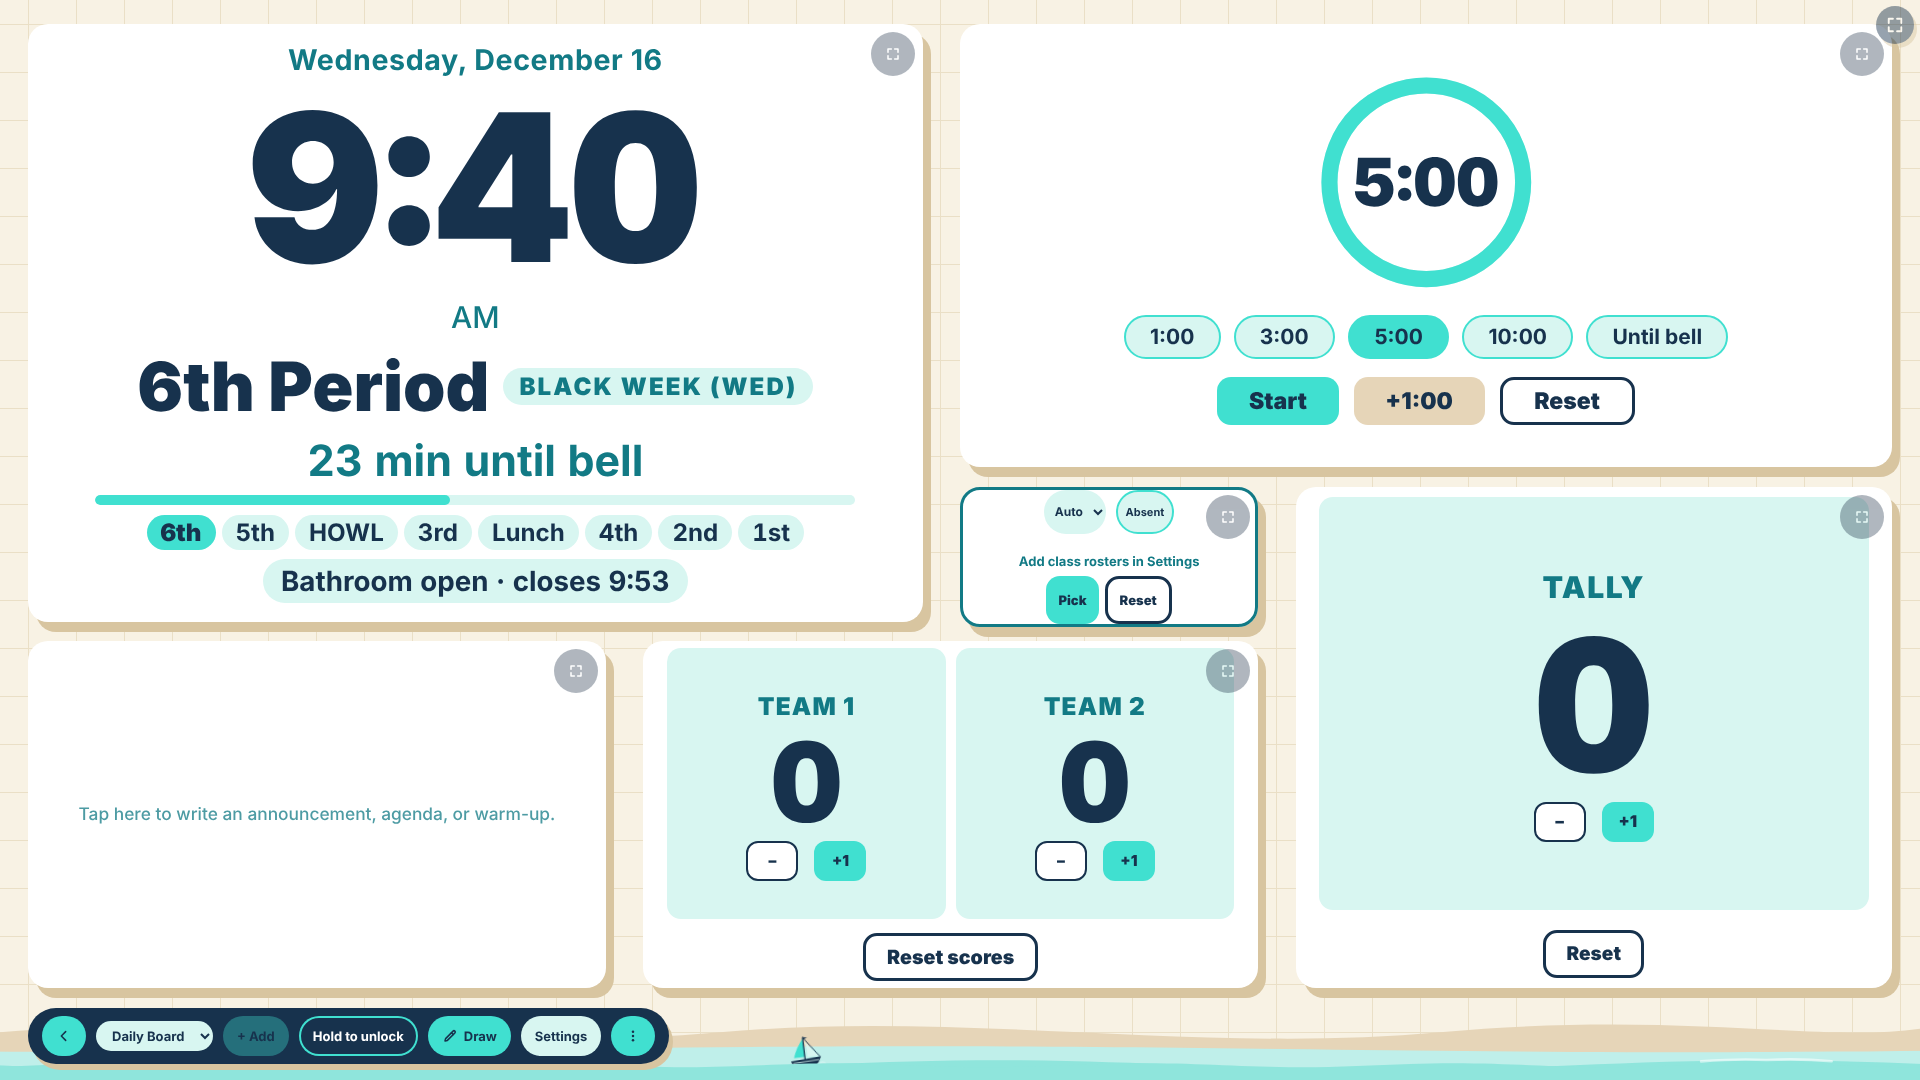 Wednesday, December 16
9:40
AM
6th Period BLACK WEEK (WED)
23 min until bell
6th 5th HOWL 3rd Lunch 4th 2nd 1st
Bathroom open · closes 9:53
5:00
1:00 3:00 5:00 10:00 Until bell
Start +1:00 Reset
Auto Absent
Add class rosters in Settings
Pick Reset
TALLY
0
− +1
Reset
Tap here to write an announcement, agenda, or warm-up.
TEAM 1 TEAM 2
0 0
− +1 − +1
Reset scores
Daily Board + Add Hold to unlock Draw Settings